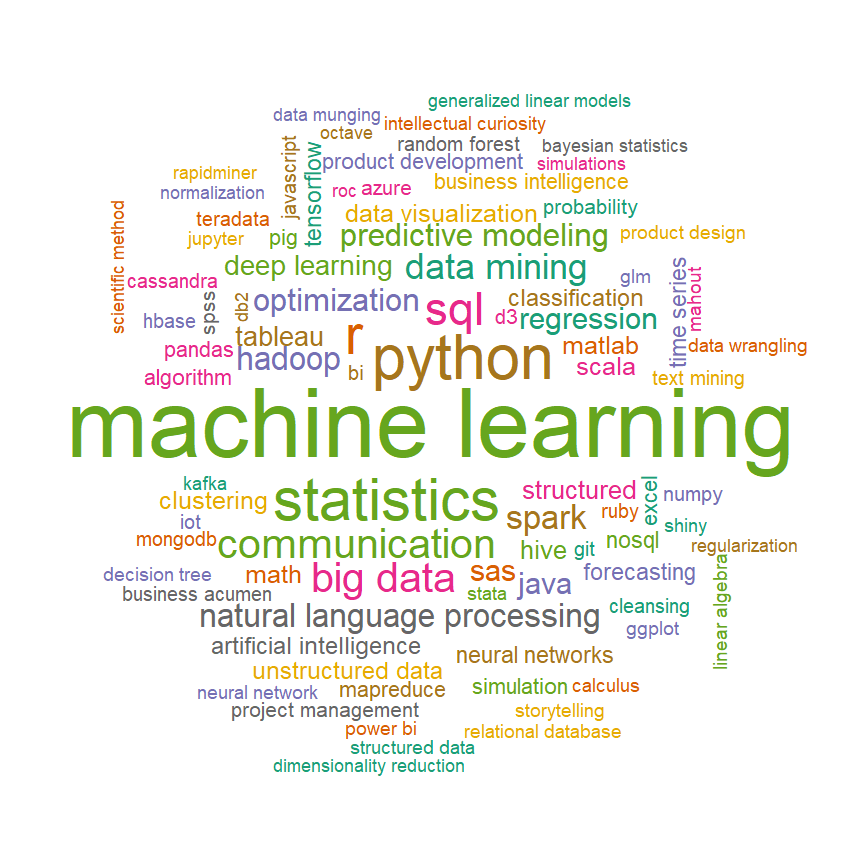 generalized linear models
data munging
intellectual curiosity
octave
random forest
bayesian statistics
javascript
tensorflow
product development
simulations
rapidminer
business intelligence
normalization
roc
azure
scientific method
teradata
data visualization
probability
jupyter
pig
predictive modeling
product design
deep learning
data mining
cassandra
glm
time series
mahout
spss
db2
optimization
sql
classification
hbase
d3
regression
tableau
r
python
matlab
data wrangling
pandas
hadoop
bi
scala
algorithm
text mining
machine learning
kafka
clustering
statistics
structured
excel
numpy
iot
spark
ruby
shiny
mongodb
communication
hive
git
nosql
regularization
decision tree
math
big data
sas
java
forecasting
linear algebra
business acumen
stata
natural language processing
cleansing
ggplot
artificial intelligence
neural networks
unstructured data
neural network
mapreduce
simulation
calculus
project management
storytelling
power bi
relational database
structured data
dimensionality reduction